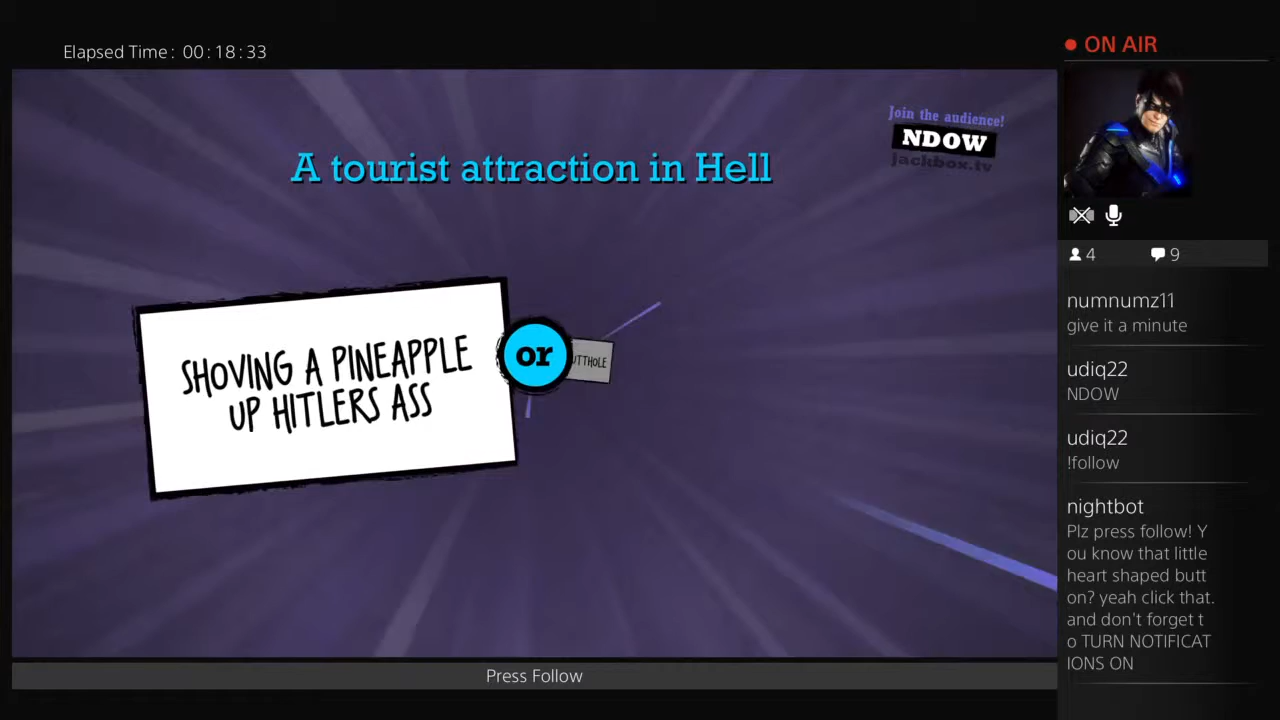 Elapsed Time: 00:18:33
ON AIR
Join the audience!
NDOW
jackbox.tv
A tourist attraction in Hell
SHOVING A PINEAPPLE
UP HITLERS ASS
or
UTTHOLE
4
9
numnumz11
give it a minute
udiq22
NDOW
udiq22
!follow
nightbot
Plz press follow! Y
ou know that little
heart shaped butt
on? yeah click that.
and don't forget t
o TURN NOTIFICAT
IONS ON
Press Follow